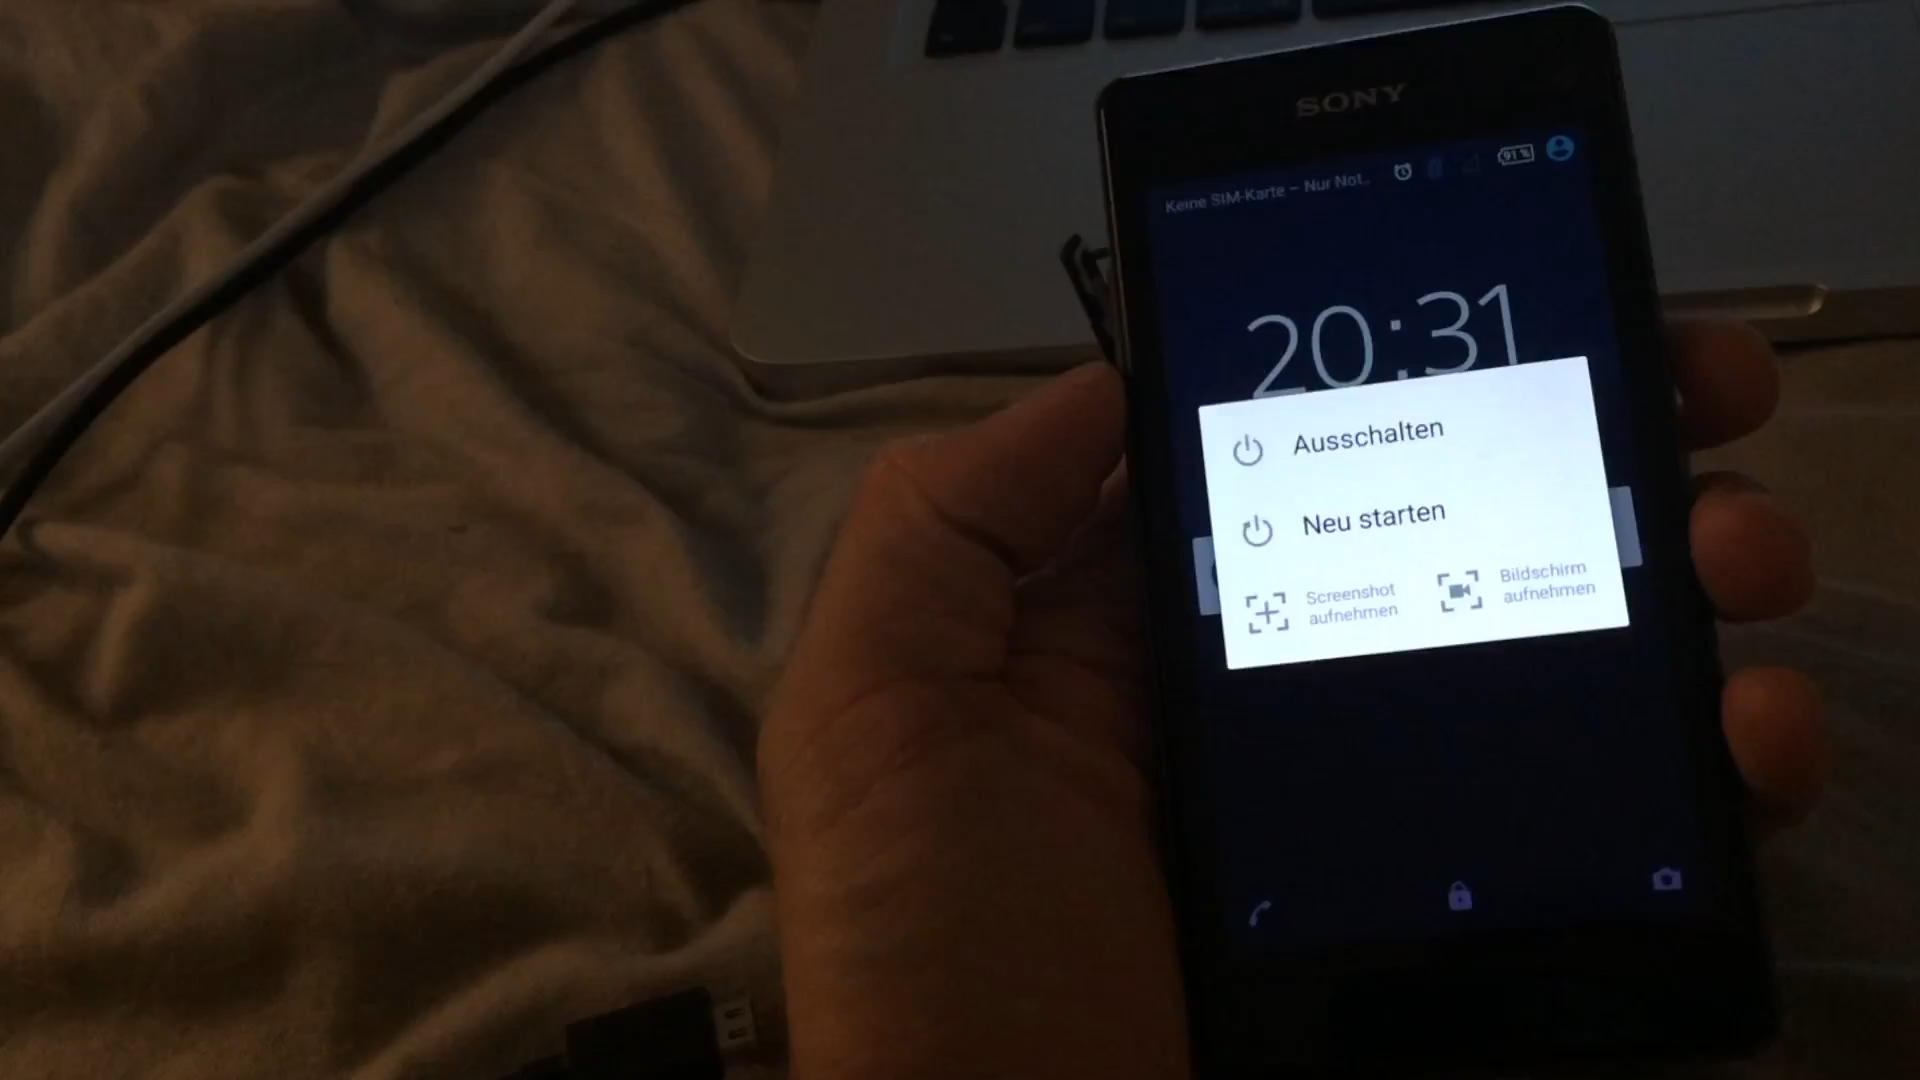 SONY
Keine SIM-Karte – Nur Not..
91 %
20:31
Ausschalten
Neu starten
Screenshot
aufnehmen
Bildschirm
aufnehmen